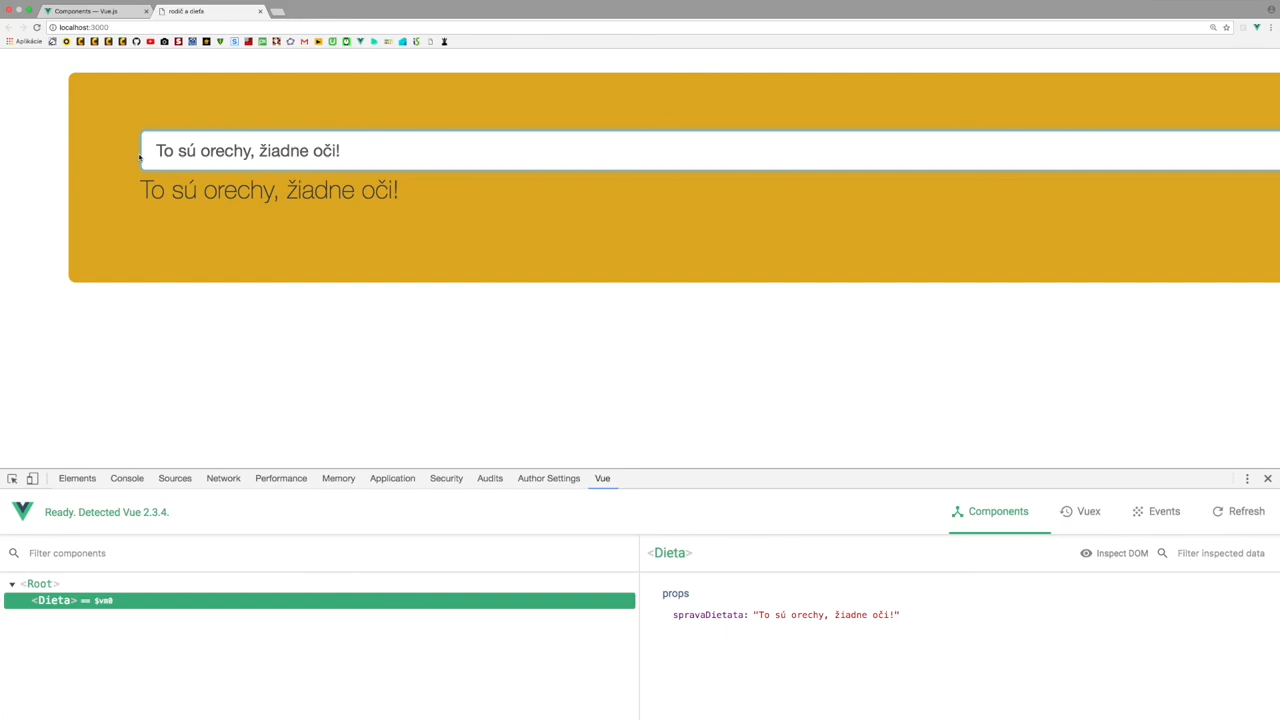 Components — Vue.js
rodič a dieťa
localhost:3000
Aplikácie
To sú orechy, žiadne oči!
To sú orechy, žiadne oči!
Elements Console Sources Network Performance Memory Application Security Audits Author Settings Vue
Ready. Detected Vue 2.3.4.
Components Vuex Events Refresh
Filter components
<Dieta> Inspect DOM Filter inspected data
<Root>
<Dieta> == $vm0
props
spravaDietata: "To sú orechy, žiadne oči!"